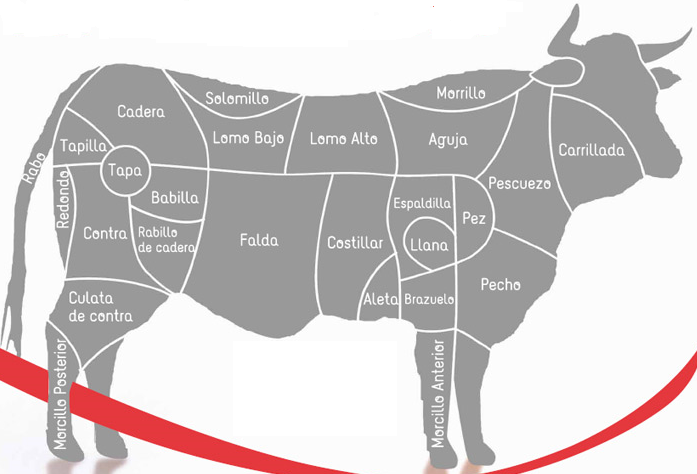 Solomillo
Morrillo
Cadera
Lomo Bajo
Lomo Alto
Aguja
Carrillada
Tapilla
Rabo
Tapa
Pescuezo
Redondo
Babilla
Espaldilla
Pez
Contra
Rabillo
de cadera
Falda
Costillar
Llana
Pecho
Culata
de contra
Aleta
Brazuelo
Morcillo Posterior
Morcillo Anterior